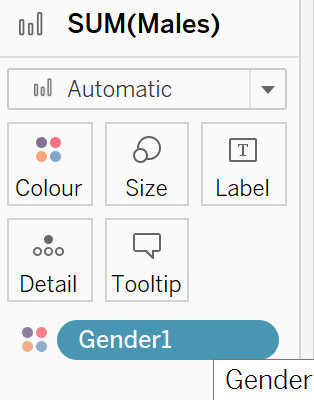 SUM(Males)
Automatic
Colour
Size
T
Label
Detail
Tooltip
Gender1
Gender